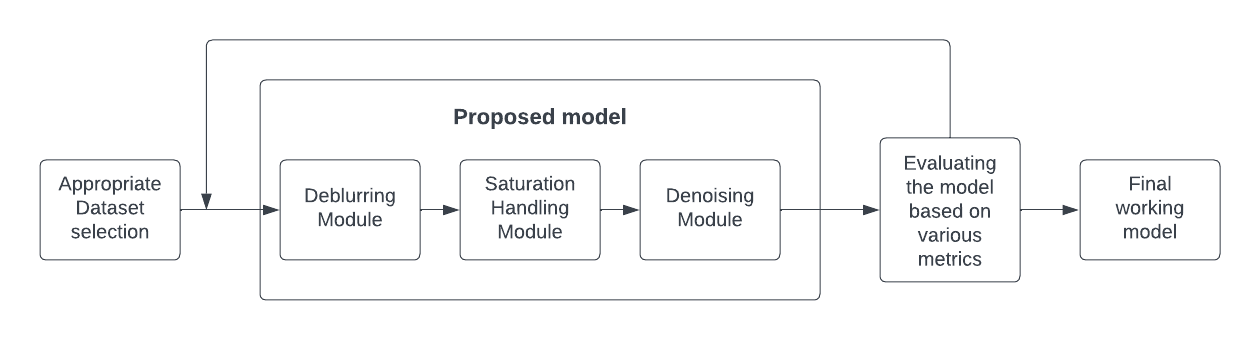 Proposed model
Appropriate
Dataset
selection
Deblurring
Module
Saturation
Handling
Module
Denoising
Module
Evaluating
the model
based on
various
metrics
Final
working
model